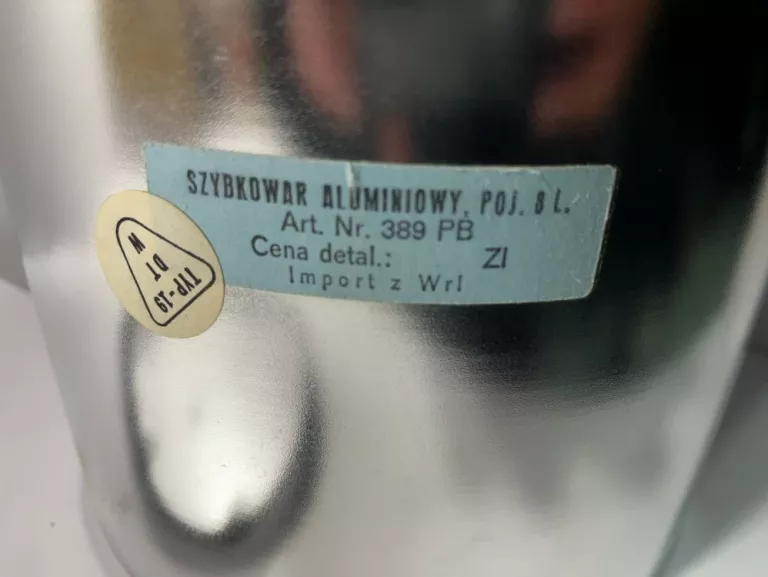 SZYBKOWAR ALUMINIOWY, POJ. 8 L.
Art. Nr. 389 PB
Cena detal.: Zl
Import z Wrl
TYP-19
DT
W